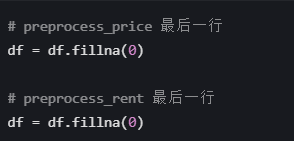 # preprocess_price 最后一行
df = df.fillna(0)
# preprocess_rent 最后一行
df = df.fillna(0)